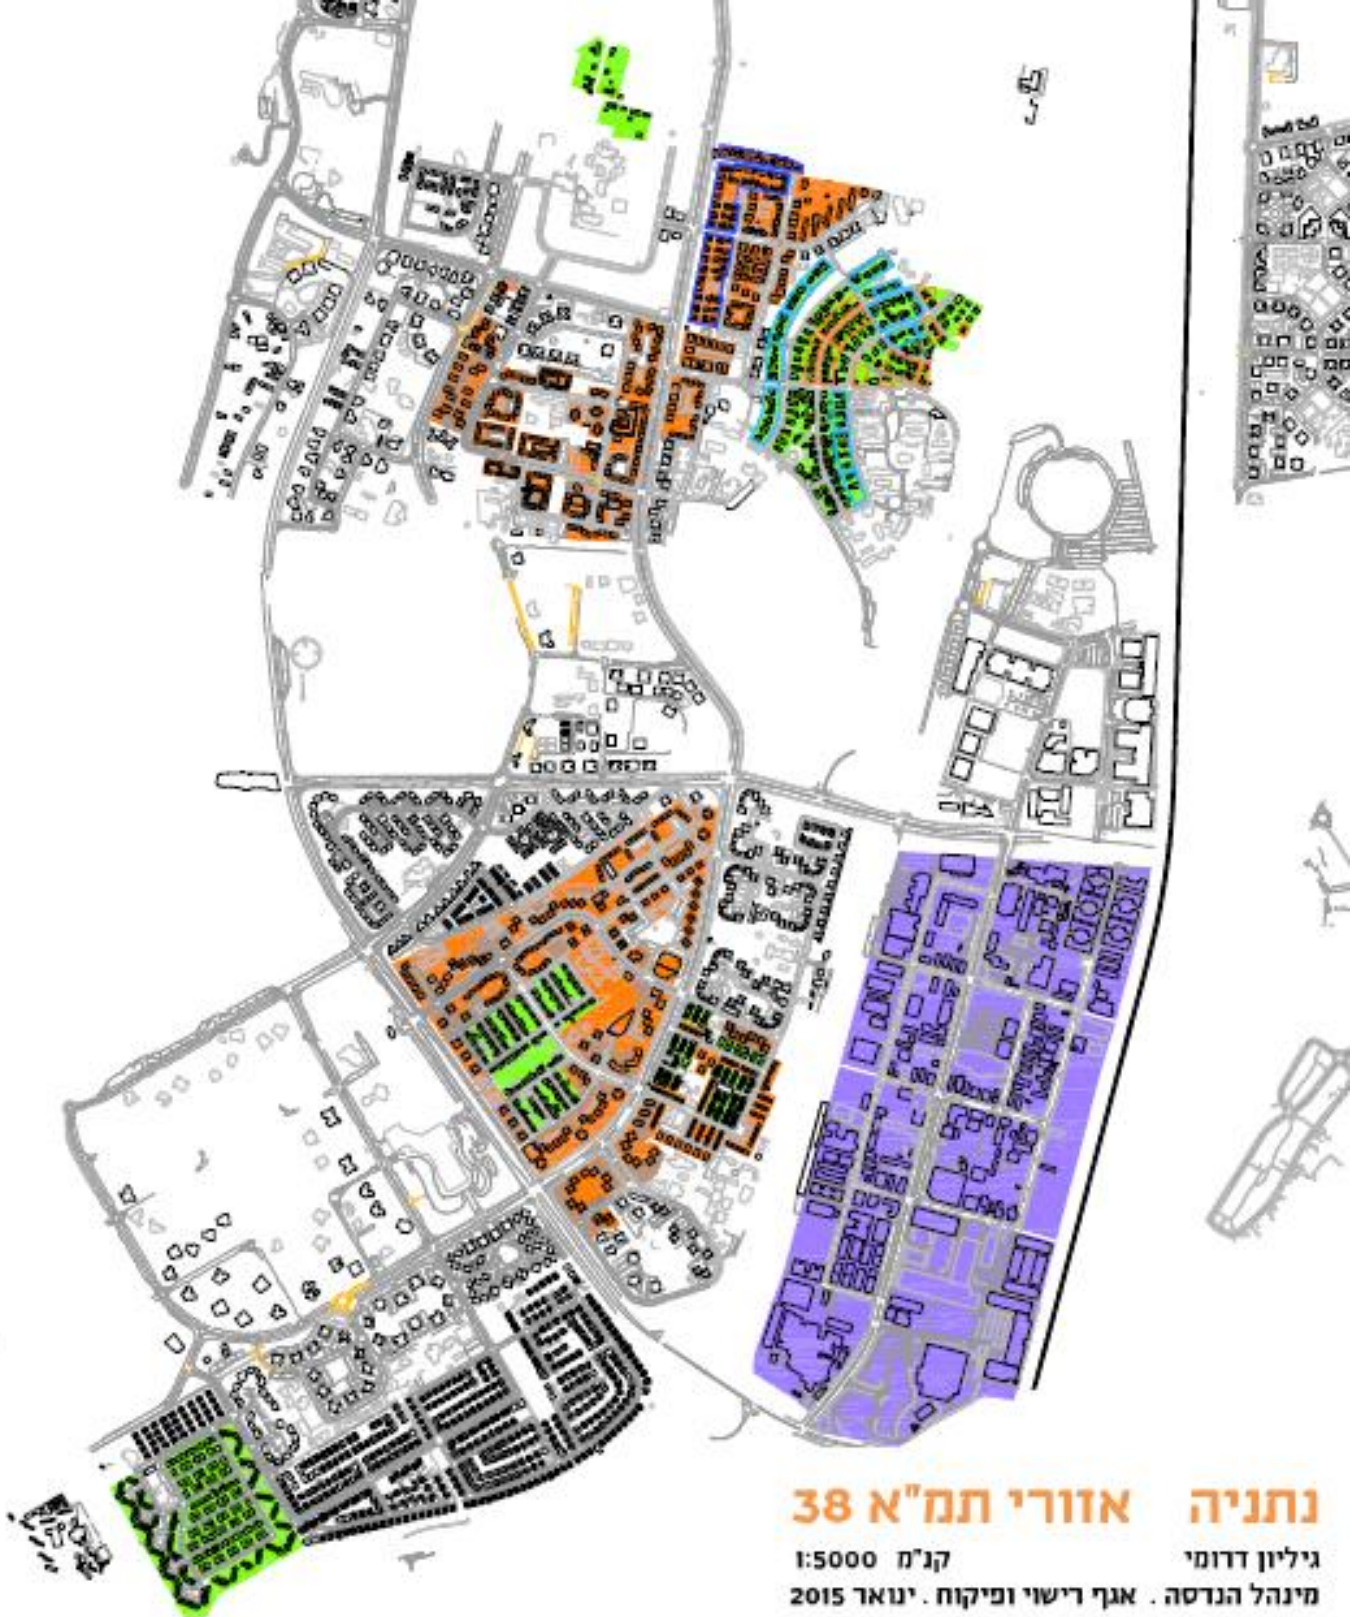 נתניה אזורי תמ"א 38
גיליון דרומי קנ"מ 1:5000
מינהל הנדסה . אגף רישוי ופיקוח . ינואר 2015